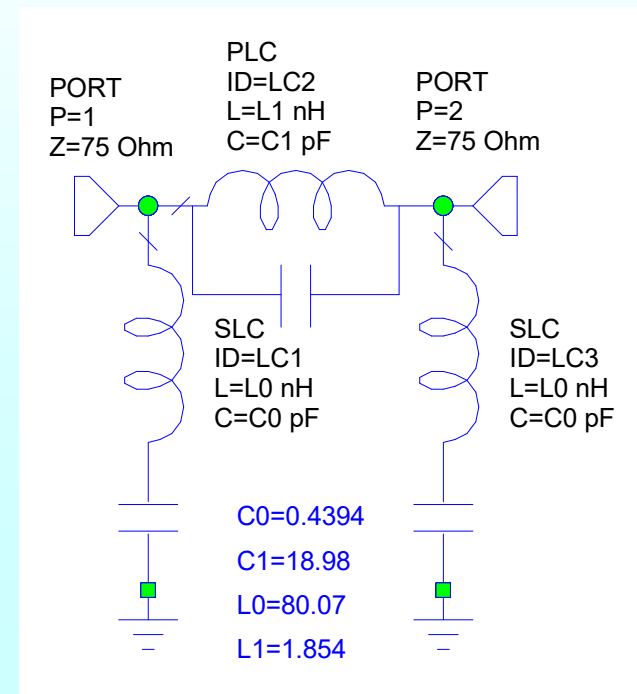 PORT
P=1
Z=75 Ohm
PLC
ID=LC2
L=L1 nH
C=C1 pF
PORT
P=2
Z=75 Ohm
SLC
ID=LC1
L=L0 nH
C=C0 pF
SLC
ID=LC3
L=L0 nH
C=C0 pF
C0=0.4394
C1=18.98
L0=80.07
L1=1.854